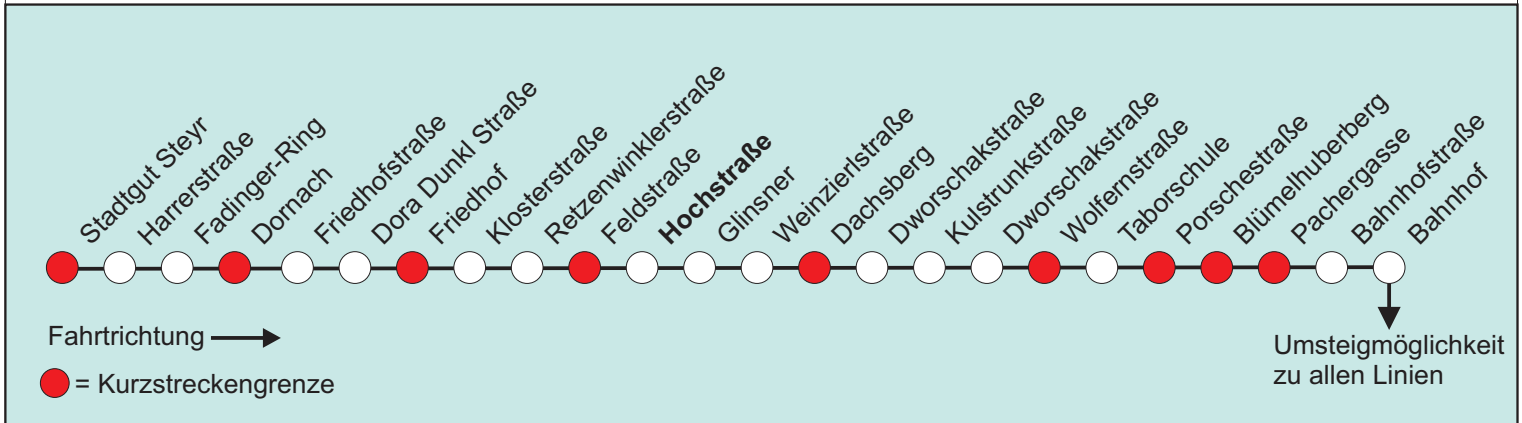 Stadtgut Steyr
Harrerstraße
Fadinger-Ring
Dornach
Friedhofstraße
Dora Dunkl Straße
Friedhof
Klosterstraße
Retzenwinklerstraße
Feldstraße
Hochstraße
Glinsner
Weinzierlstraße
Dachsberg
Dworschakstraße
Kulstrunkstraße
Dworschakstraße
Wolfernstraße
Taborschule
Porschestraße
Blümelhuberberg
Pachergasse
Bahnhofstraße
Bahnhof
Fahrtrichtung
= Kurzstreckengrenze
Umsteigmöglichkeit
zu allen Linien